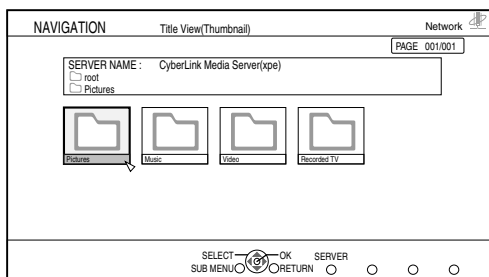 NAVIGATION Title View(Thumbnail) Network
PAGE 001/001
SERVER NAME : CyberLink Media Server(xpe)
root
Pictures
Pictures Music Video Recorded TV
SELECT OK SERVER
SUB MENU RETURN